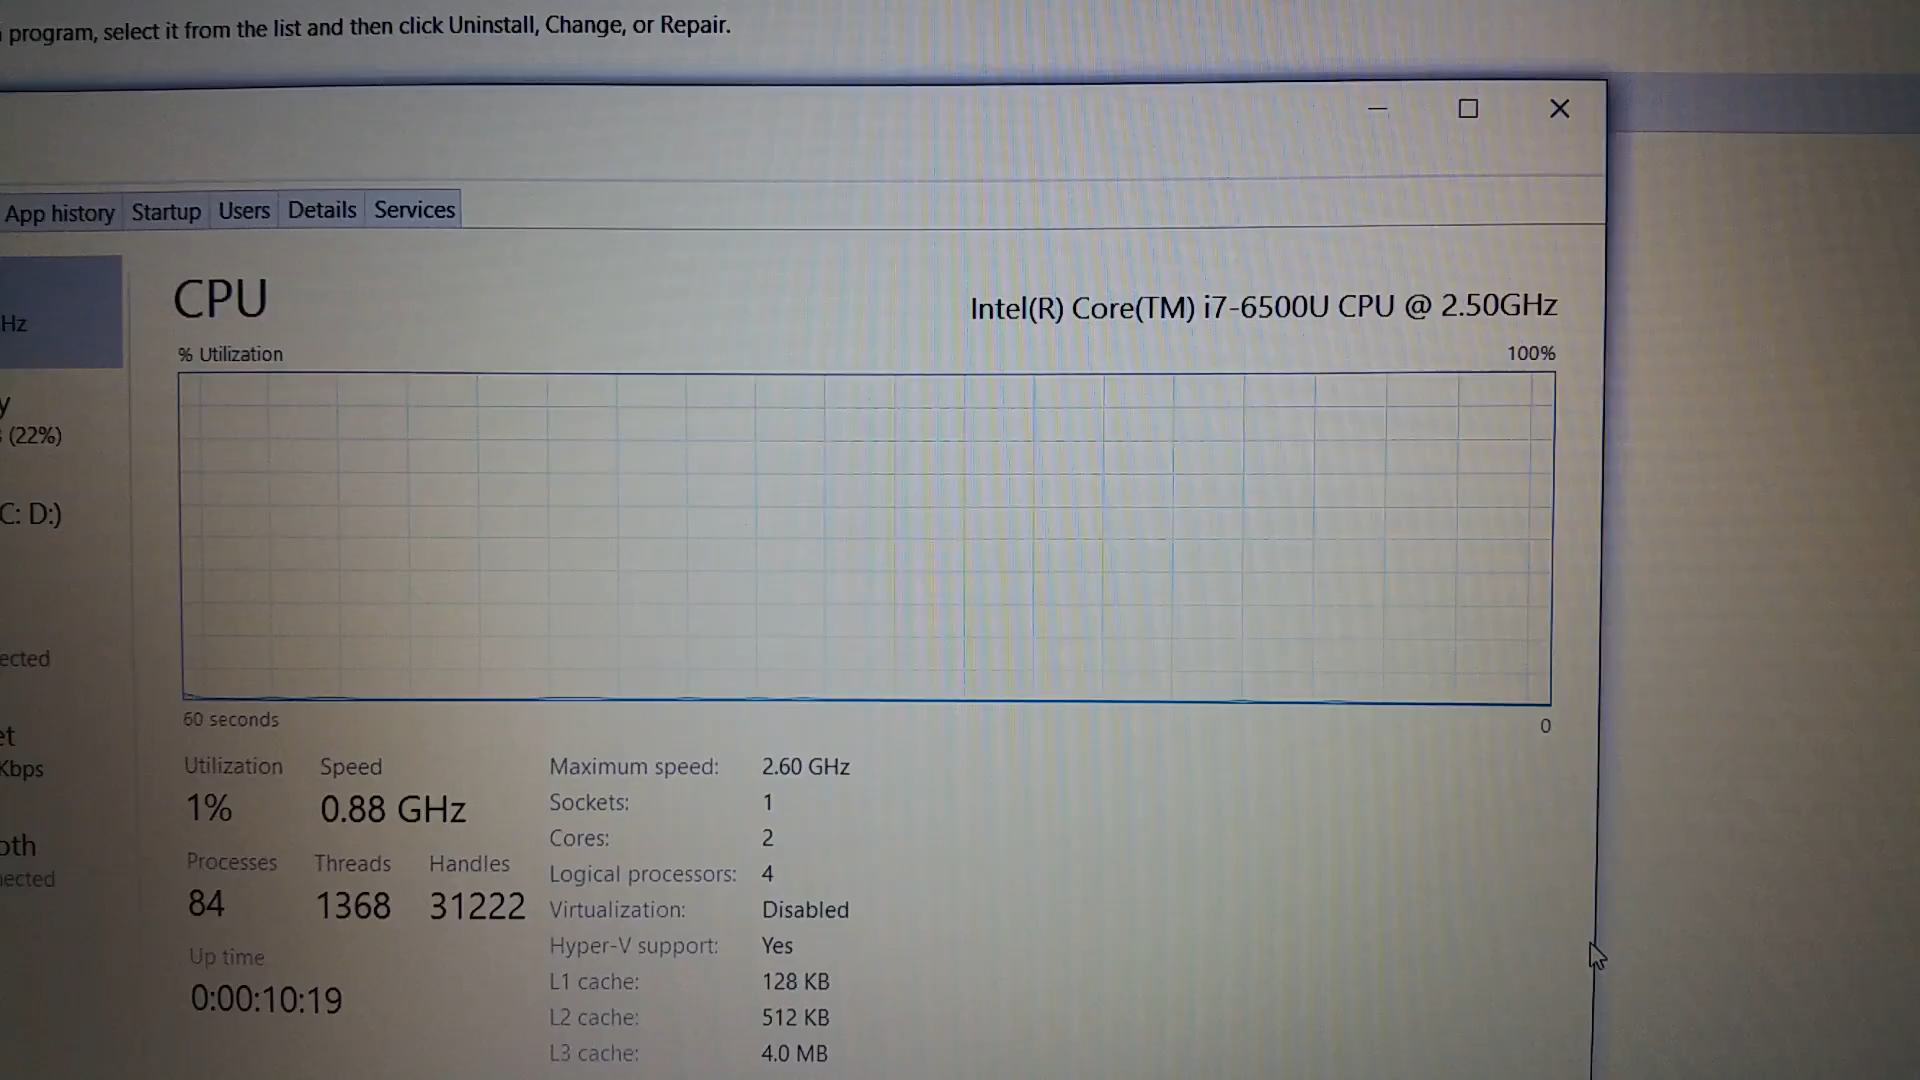 program, select it from the list and then click Uninstall, Change, or Repair.
App history Startup Users Details Services
CPU
Intel(R) Core(TM) i7-6500U CPU @ 2.50GHz
Hz
% Utilization
100%
y
(22%)
C: D:)
ected
60 seconds
0
et
Kbps
oth
ected
Utilization Speed
1% 0.88 GHz
Processes Threads Handles
84 1368 31222
Up time
0:00:10:19
Maximum speed: 2.60 GHz
Sockets: 1
Cores: 2
Logical processors: 4
Virtualization: Disabled
Hyper-V support: Yes
L1 cache: 128 KB
L2 cache: 512 KB
L3 cache: 4.0 MB